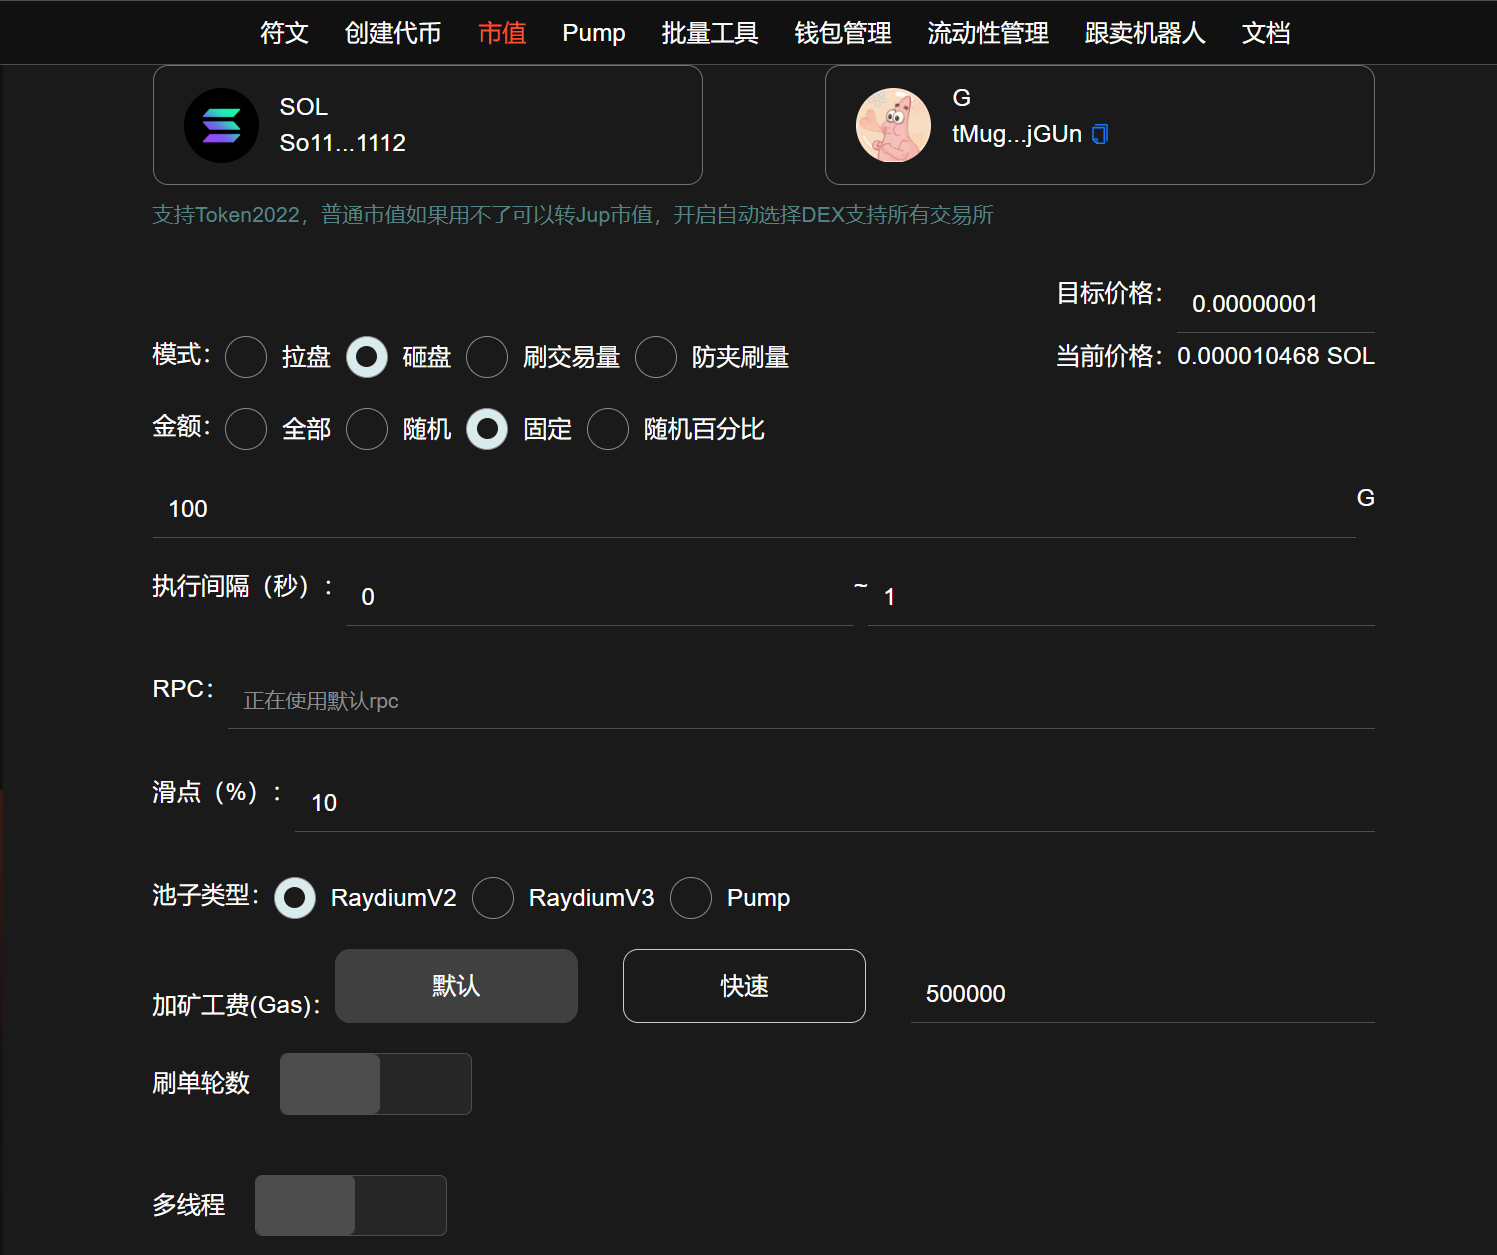 符文 创建代币 市值 Pump 批量工具 钱包管理 流动性管理 跟卖机器人 文档
SOL
So11...1112
G
tMug...jGUn
支持Token2022，普通市值如果用不了可以转Jup市值，开启自动选择DEX支持所有交易所
目标价格： 0.00000001
模式： 拉盘 砸盘 刷交易量 防夹刷量
当前价格：0.000010468 SOL
金额： 全部 随机 固定 随机百分比
100 G
执行间隔（秒）： 0 ~ 1
RPC： 正在使用默认rpc
滑点（%）： 10
池子类型： RaydiumV2 RaydiumV3 Pump
加矿工费(Gas)： 默认 快速 500000
刷单轮数
多线程